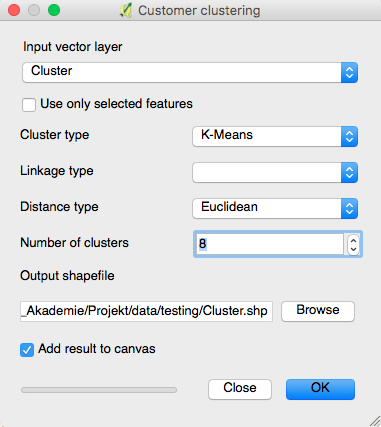 Customer clustering
Input vector layer
Cluster
Use only selected features
Cluster type K-Means
Linkage type
Distance type Euclidean
Number of clusters 8
Output shapefile
_Akademie/Projekt/data/testing/Cluster.shp Browse
Add result to canvas
Close OK